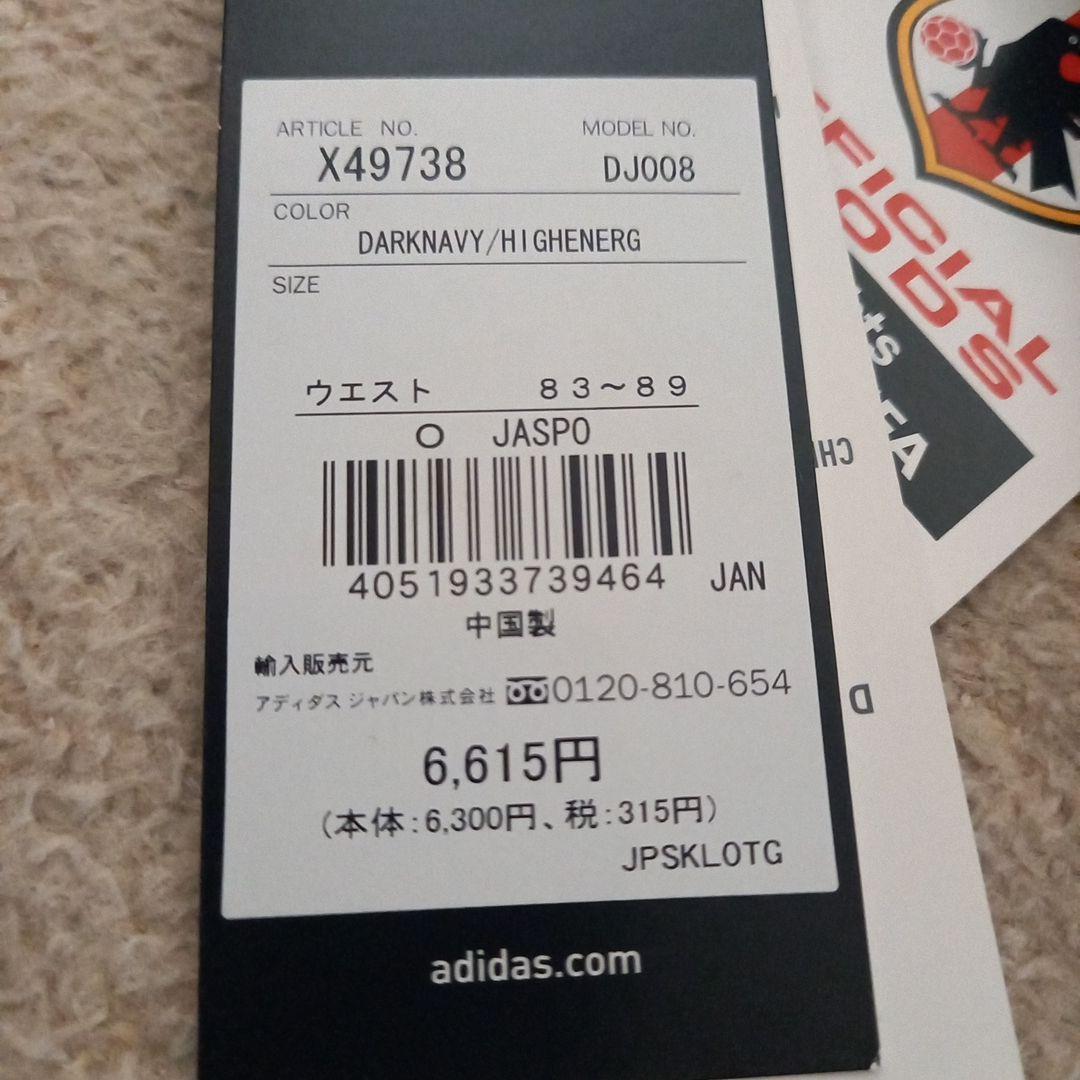 ARTICLE NO. MODEL NO.
X49738 DJ008
COLOR
DARKNAVY/HIGHENERG
SIZE
ウエスト 83~89
O JASPO
4051933739464 JAN
中国製
輸入販売元
アディダス ジャパン株式会社 0120-810-654
6,615円
(本体:6,300円、税:315円)
JPSKLOTG
adidas.com
D